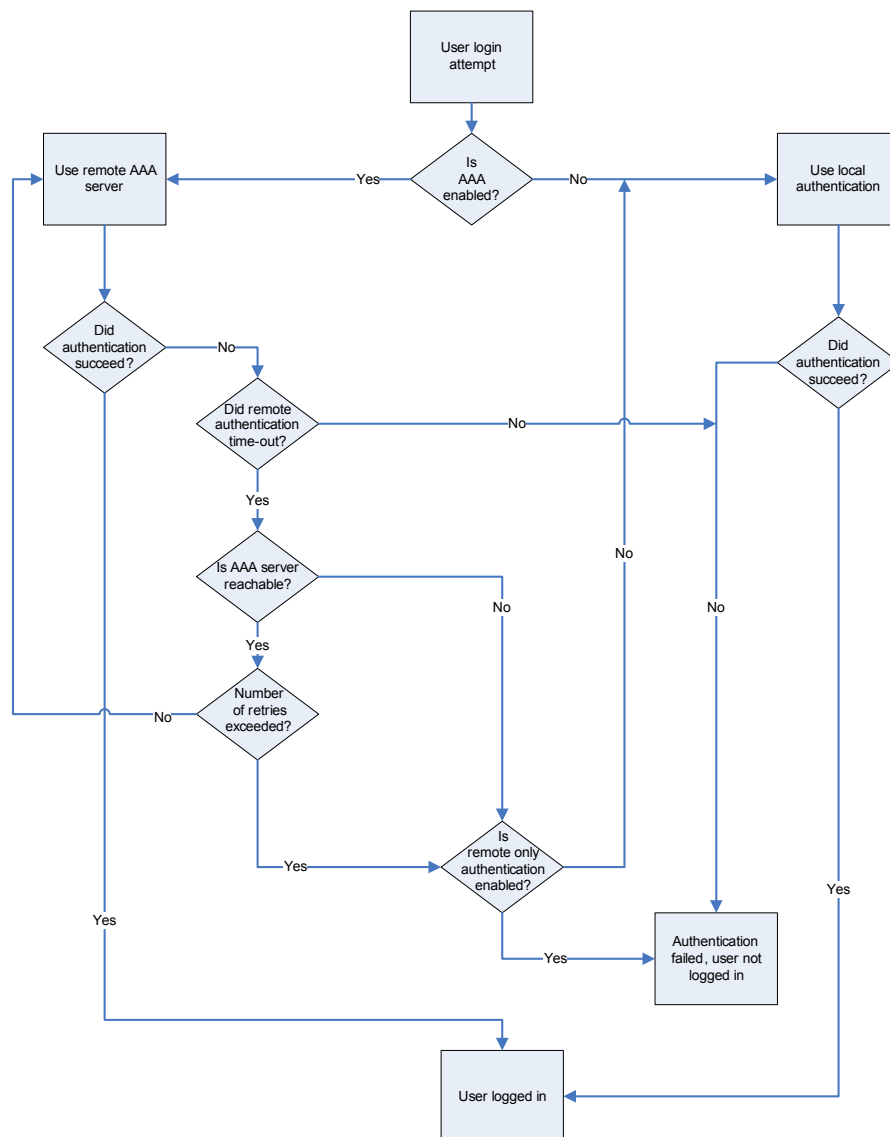 User login
attempt
Use remote AAA
server
Yes
Is
AAA
enabled?
No
Use local
authentication
Did
authentication
succeed?
No
Did
authentication
succeed?
Did remote
authentication
time-out?
No
Yes
Is AAA server
reachable?
No
No
No
Yes
Number
of retries
exceeded?
No
Is
remote only
authentication
enabled?
Yes
Yes
Yes
Authentication
failed, user not
logged in
Yes
User logged in